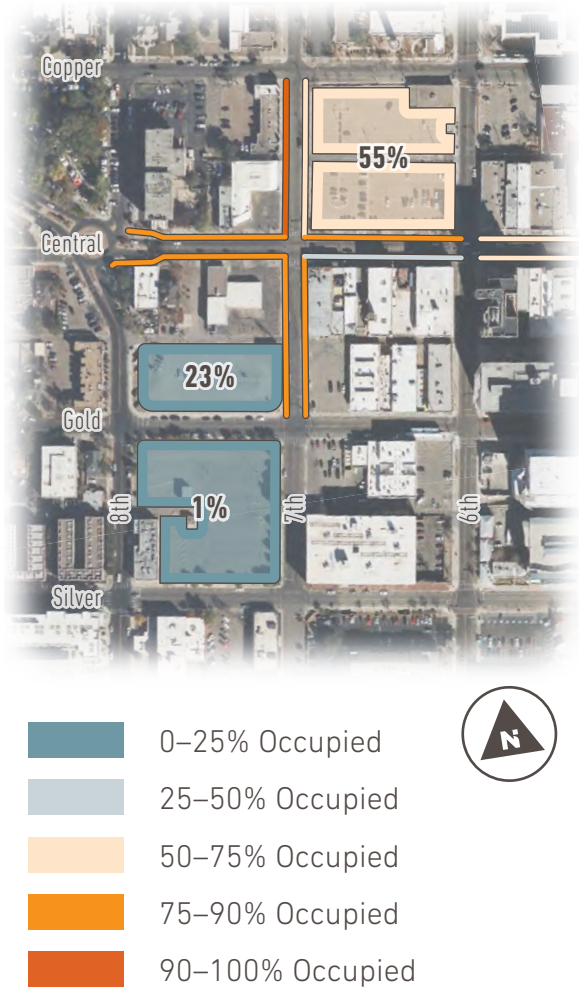 Copper
55%
Central
23%
Gold
8th
1%
7th
6th
Silver
N
0–25% Occupied
25–50% Occupied
50–75% Occupied
75–90% Occupied
90–100% Occupied